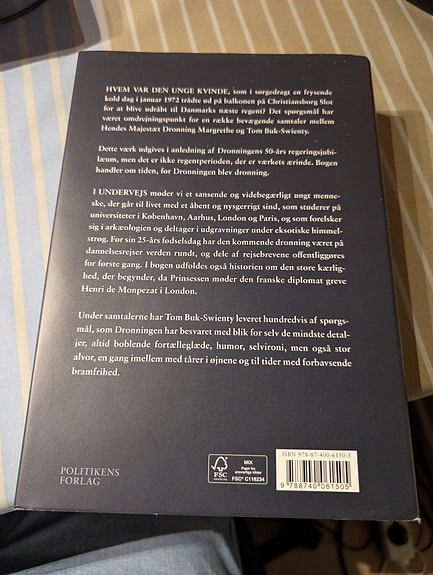 HVEM VAR DEN UNGE KVINDE, som i sørgedragt en frysende
kold dag i januar 1972 trådte ud på balkonen på Christiansborg Slot
for at blive udråbt til Danmarks næste regent? Det spørgsmål har
været omdrejningspunkt for en række bevægende samtaler mellem
Hendes Majestæt Dronning Margrethe og Tom Buk-Swienty.
Dette værk udgives i anledning af Dronningens 50-års regeringsjubi-
læum, men det er ikke regentperioden, der er værkets ærinde. Bogen
handler om tiden, før Dronningen blev dronning.
I UNDERVEJS møder vi et sansende og videbegærligt ungt menne-
ske, der går til livet med et åbent og nysgerrigt sind, som studerer på
universiteter i København, Aarhus, London og Paris, og som forelsker
sig i arkæologien og deltager i udgravninger under eksotiske himmel-
strøg. Før sin 25-års fødselsdag har den kommende dronning været på
dannelsesrejser verden rundt, og dele af rejsebrevene offentliggøres
for første gang. I bogen udfoldes også historien om den store kærlig-
hed, der begynder, da Prinsessen møder den franske diplomat greve
Henri de Monpezat i London.
Under samtalerne har Tom Buk-Swienty leveret hundredvis af spørgs-
mål, som Dronningen har besvaret med blik for selv de mindste detal-
jer, altid boblende fortælleglæde, humor, selvironi, men også stor
alvor, en gang imellem med tårer i øjnene og til tider med forbavsende
bramfrihed.
POLITIKENS
FORLAG
FSC
MIX
Papir fra
ansvarlige kilder
FSC® C118234
ISBN 978-87-400-6150-5
9 788740 061505